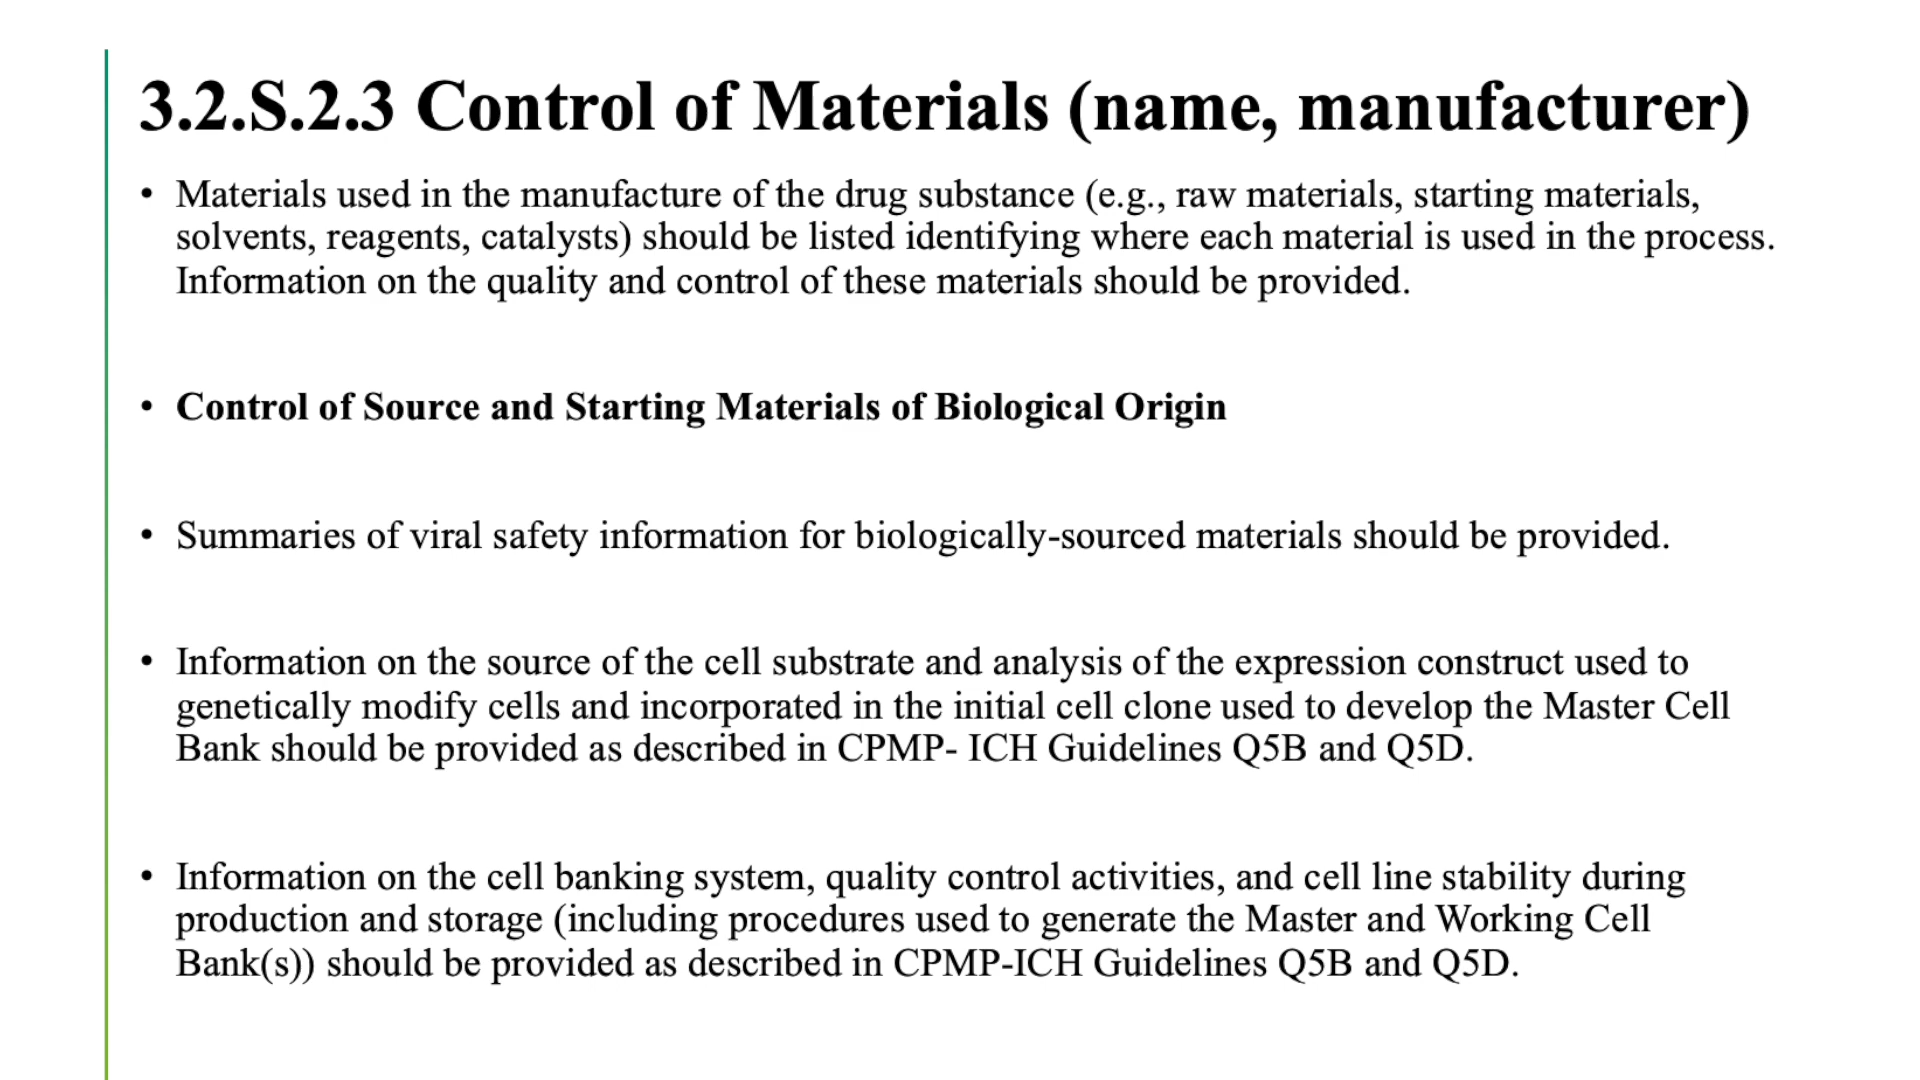 3.2.S.2.3 Control of Materials (name, manufacturer)
• Materials used in the manufacture of the drug substance (e.g., raw materials, starting materials,
solvents, reagents, catalysts) should be listed identifying where each material is used in the process.
Information on the quality and control of these materials should be provided.
• Control of Source and Starting Materials of Biological Origin
• Summaries of viral safety information for biologically-sourced materials should be provided.
• Information on the source of the cell substrate and analysis of the expression construct used to
genetically modify cells and incorporated in the initial cell clone used to develop the Master Cell
Bank should be provided as described in CPMP- ICH Guidelines Q5B and Q5D.
• Information on the cell banking system, quality control activities, and cell line stability during
production and storage (including procedures used to generate the Master and Working Cell
Bank(s)) should be provided as described in CPMP-ICH Guidelines Q5B and Q5D.